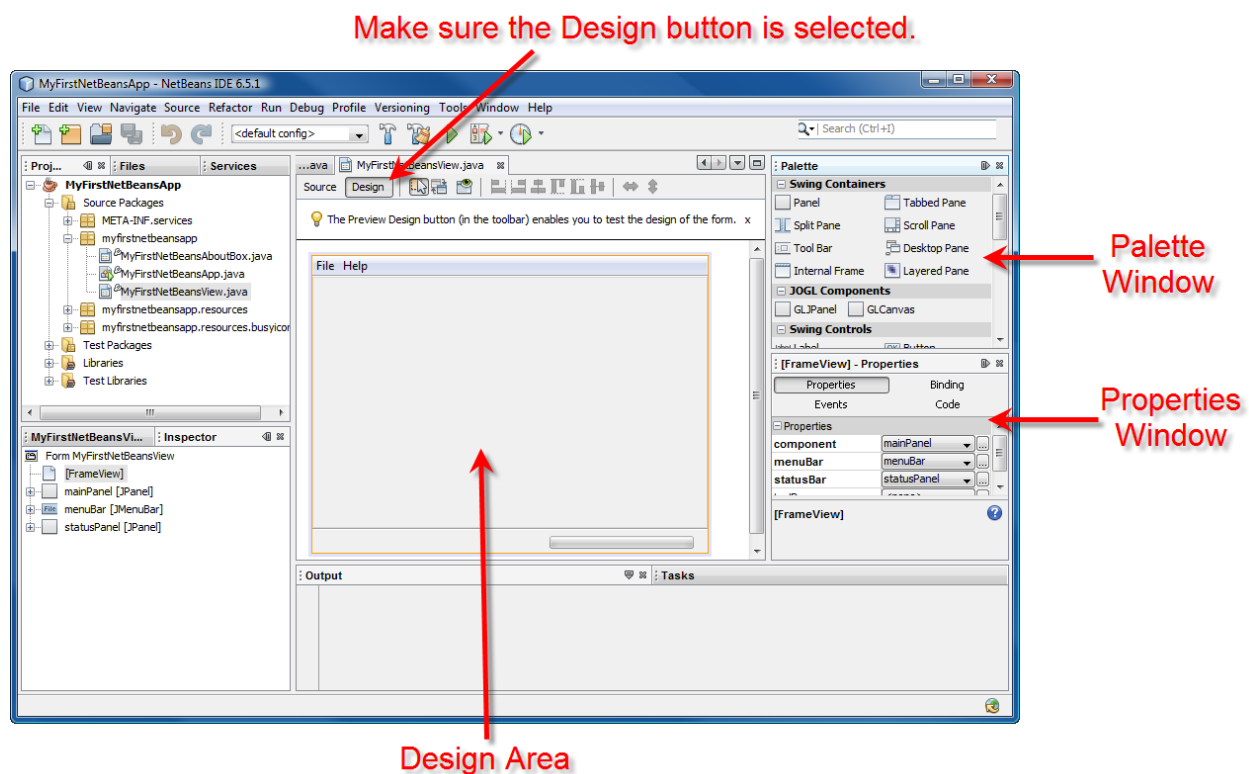 Make sure the Design button is selected.
MyFirstNetBeansApp - NetBeans IDE 6.5.1
File Edit View Navigate Source Refactor Run Debug Profile Versioning Tools Window Help
<default config>
Search (Ctrl+I)
Proj...
Files
Services
MyFirstNetBeansApp
Source Packages
META-INF.services
myfirstnetbeansapp
MyFirstNetBeansAboutBox.java
MyFirstNetBeansApp.java
MyFirstNetBeansView.java
myfirstnetbeansapp.resources
myfirstnetbeansapp.resources.busyicor
Test Packages
Libraries
Test Libraries
MyFirstNetBeansVi...
Inspector
Form MyFirstNetBeansView
[FrameView]
mainPanel [JPanel]
menuBar [JMenuBar]
statusPanel [JPanel]
...ava
MyFirstNetBeansView.java
Source Design
The Preview Design button (in the toolbar) enables you to test the design of the form. x
File Help
Output
Tasks
Palette
Swing Containers
Panel Tabbed Pane
Split Pane Scroll Pane
Tool Bar Desktop Pane
Internal Frame Layered Pane
JOGL Components
GLJPanel GLCanvas
Swing Controls
Label Button
[FrameView] - Properties
Properties Binding
Events Code
Properties
component mainPanel ...
menuBar menuBar ...
statusBar statusPanel ...
[FrameView]
Palette
Window
Properties
Window
Design Area